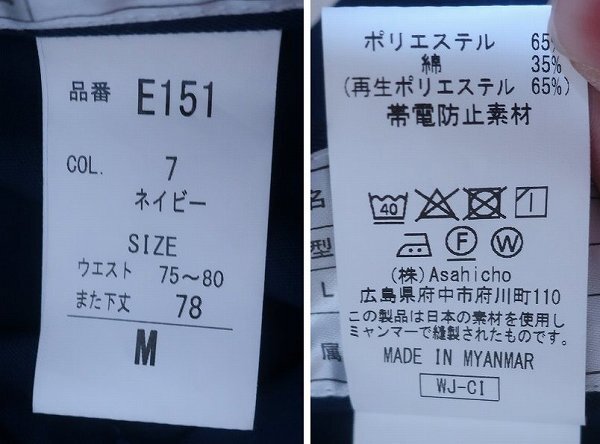 品番 E151
COL. 7
ネイビー
SIZE
ウエスト 75～80
また下丈 78
M
ポリエステル 65%
綿 35%
(再生ポリエステル 65%)
帯電防止素材
40
F W
(株)Asahicho
広島県府中市府川町110
この製品は日本の素材を使用し
ミャンマーで縫製されたものです。
MADE IN MYANMAR
WJ-CI
名
型
L
属